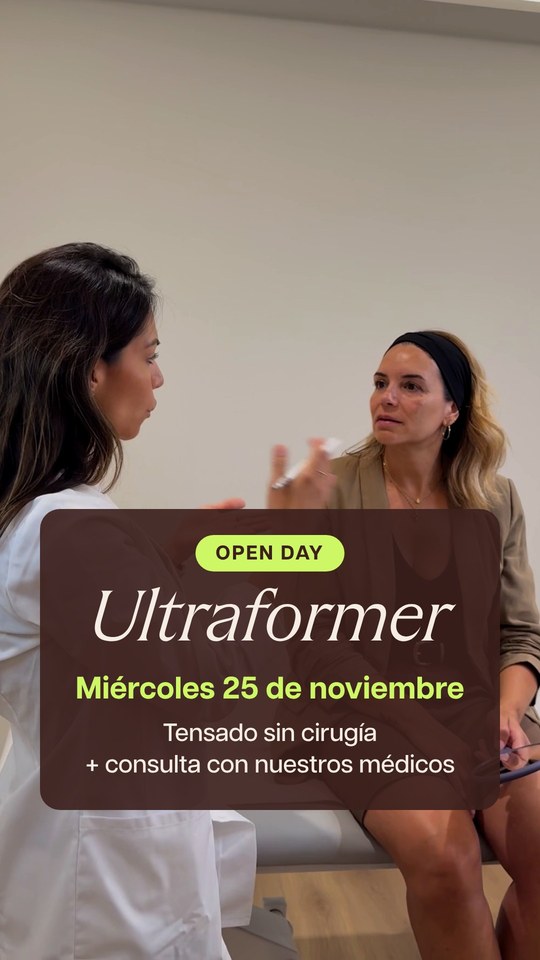 OPEN DAY
Ultraformer
Miércoles 25 de noviembre
Tensado sin cirugía
+ consulta con nuestros médicos